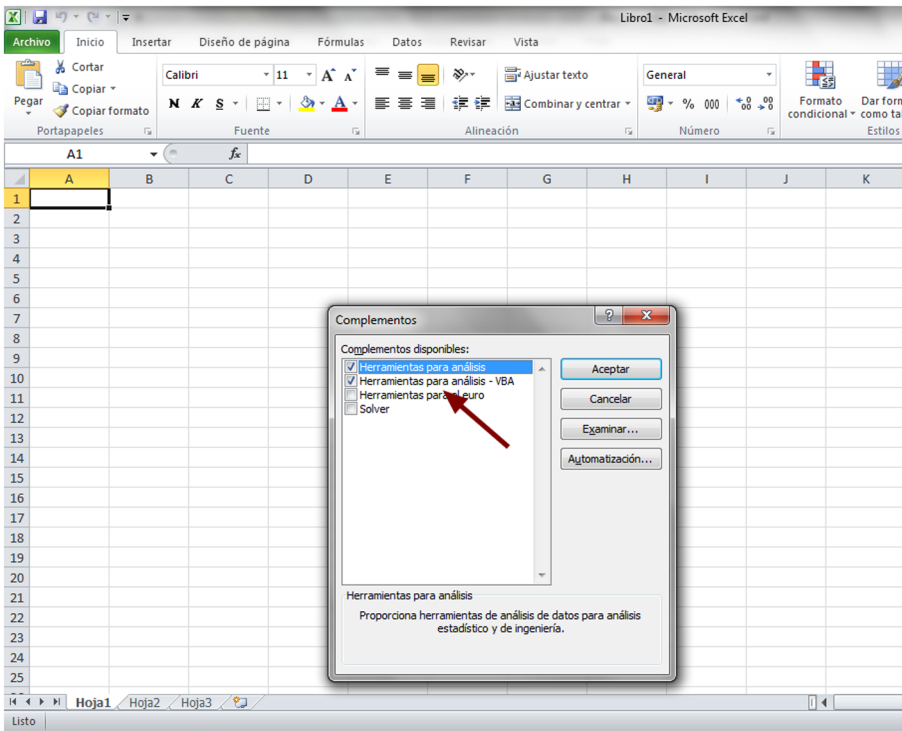 Libro1 - Microsoft Excel
Archivo Inicio Insertar Diseño de página Fórmulas Datos Revisar Vista
Pegar
Cortar
Copiar
Copiar formato
Portapapeles
Calibri 11 A A
N K S A
Fuente
Ajustar texto
Combinar y centrar
Alineación
General
% 000
Número
Formato
condicional
Dar form
como ta
Estilos
A1 fx
A B C D E F G H I J K
1
2
3
4
5
6
7
8
9
10
11
12
13
14
15
16
17
18
19
20
21
22
23
24
25
Complementos
Complementos disponibles:
Herramientas para análisis
Herramientas para análisis - VBA
Herramientas para el euro
Solver
Aceptar
Cancelar
Examinar...
Automatización...
Herramientas para análisis
Proporciona herramientas de análisis de datos para análisis
estadístico y de ingeniería.
Hoja1 Hoja2 Hoja3
Listo